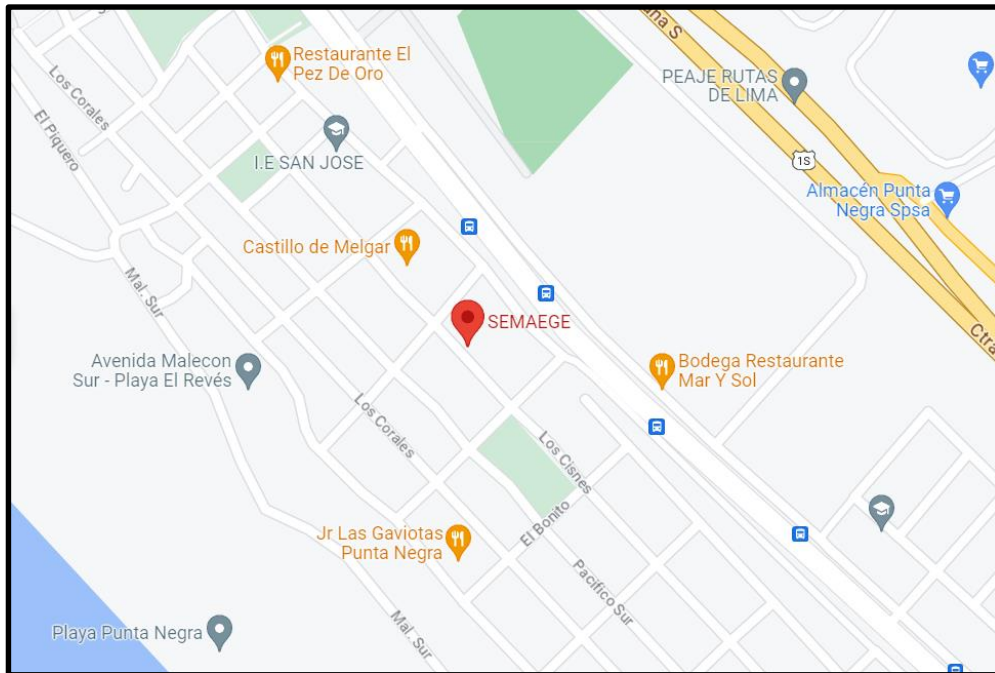 una S
Restaurante El
Pez De Oro
Los Corales
PEAJE RUTAS
DE LIMA
El Piquero
I.E SAN JOSE
1S
Almacén Punta
Negra Spsa
Castillo de Melgar
Mal. Sur
SEMAEGE
Ctra
Avenida Malecon
Sur - Playa El Revés
Bodega Restaurante
Mar Y Sol
Los Corales
Los Cisnes
El Bonito
Jr Las Gaviotas
Punta Negra
Pacifico Sur
Mal. Sur
Playa Punta Negra